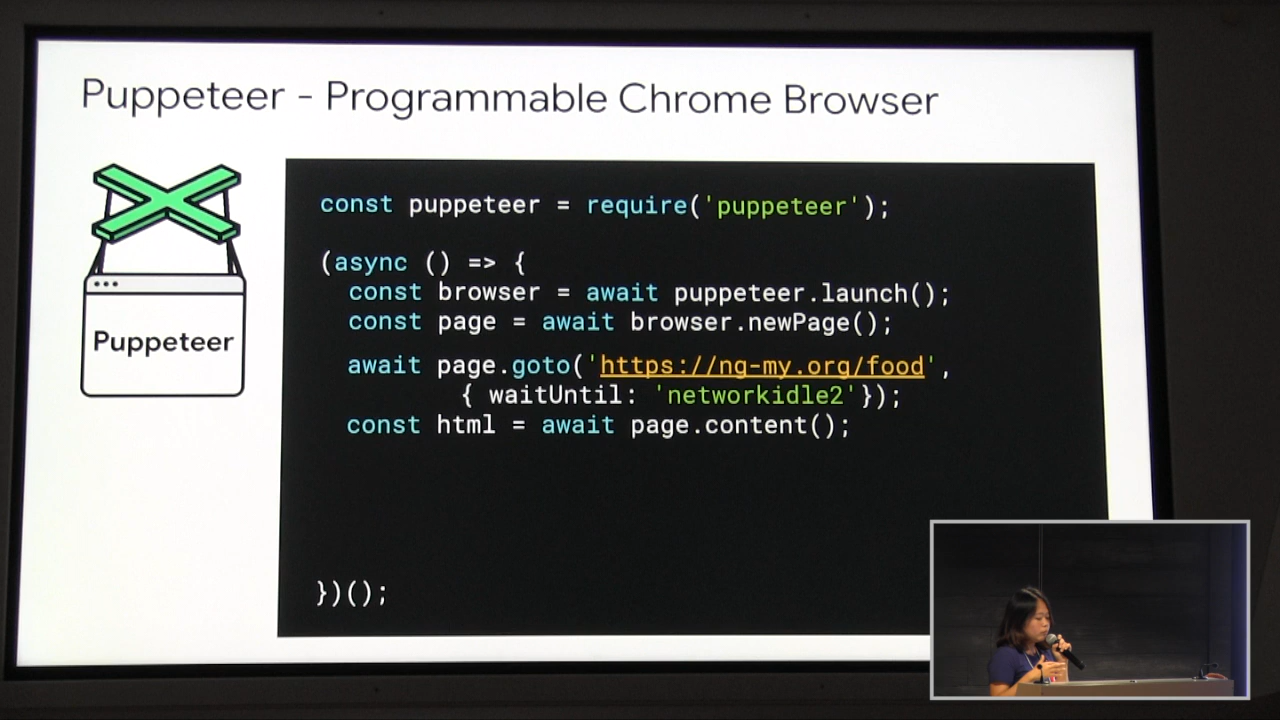 Puppeteer - Programmable Chrome Browser
Puppeteer
const puppeteer = require('puppeteer');
(async () => {
const browser = await puppeteer.launch();
const page = await browser.newPage();
await page.goto('https://ng-my.org/food',
{ waitUntil: 'networkidle2'});
const html = await page.content();
})();